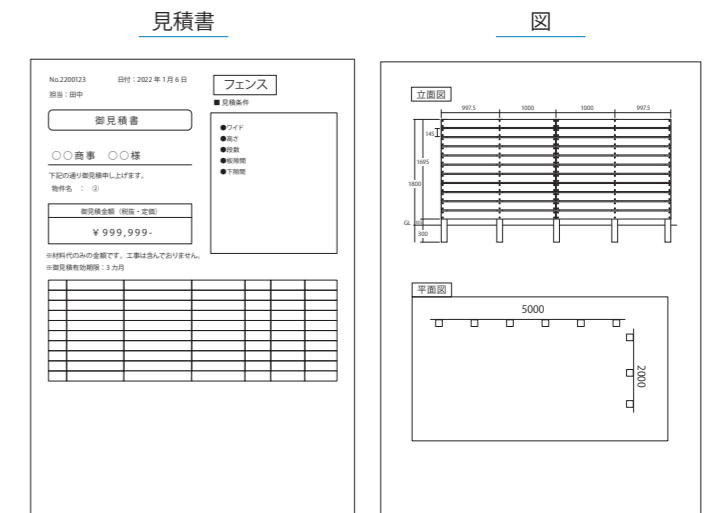 見積書
No.2200123 日付：2022 年 1 月 6 日
担当：田中
御見積書
○○商事 ○○様
下記の通り御見積申し上げます。
物件名 ： ②
御見積金額（税抜・定価）
¥ 999,999-
※材料代のみの金額です。工事は含んでおりません。
※御見積有効期限：3 カ月
フェンス
■ 見積条件
●ワイド
●高さ
●段数
●板隙間
●下隙間
図
立面図
997.5 1000 1000 997.5
145
1695
1800
GL
300
平面図
5000
2000